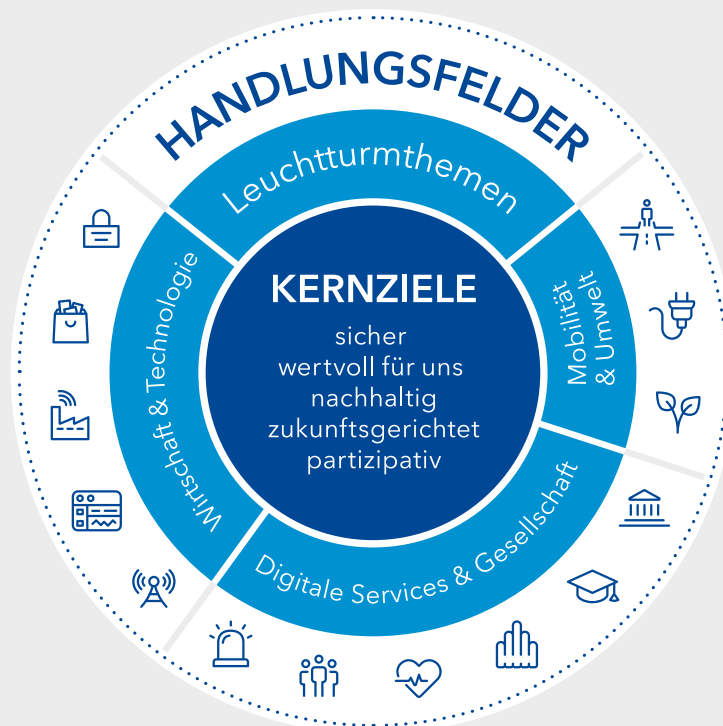 HANDLUNGSFELDER
Leuchtturmthemen
Wirtschaft & Technologie
KERNZIELE
sicher
wertvoll für uns
nachhaltig
zukunftsgerichtet
partizipativ
Mobilität
& Umwelt
Digitale Services & Gesellschaft